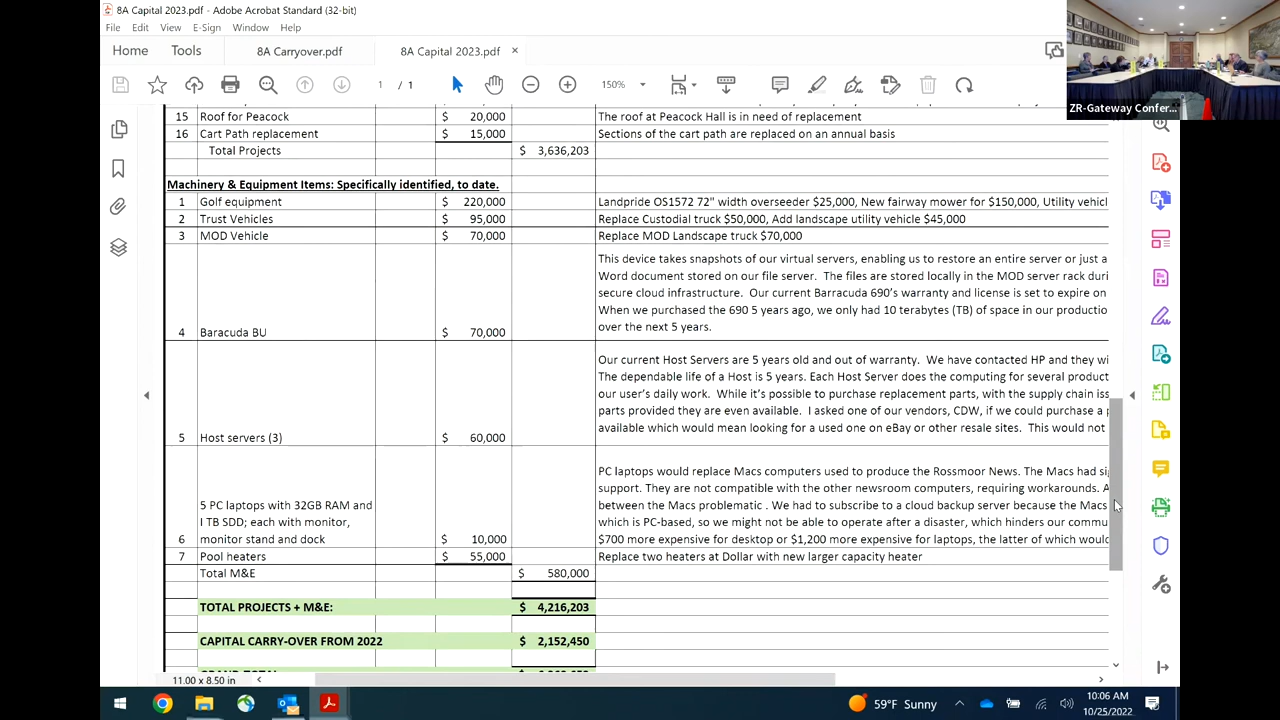 8A Capital 2023.pdf - Adobe Acrobat Standard (32-bit)
File Edit View E-Sign Window Help
Home Tools 8A Carryover.pdf 8A Capital 2023.pdf ×
1 / 1 150%
ZR-Gateway Confer...
15 Roof for Peacock $ 20,000 The roof at Peacock Hall is in need of replacement
16 Cart Path replacement $ 15,000 Sections of the cart path are replaced on an annual basis
Total Projects $ 3,636,203
Machinery & Equipment Items: Specifically identified, to date.
1 Golf equipment $ 220,000 Landpride OS1572 72" width overseeder $25,000, New fairway mower for $150,000, Utility vehicl
2 Trust Vehicles $ 95,000 Replace Custodial truck $50,000, Add landscape utility vehicle $45,000
3 MOD Vehicle $ 70,000 Replace MOD Landscape truck $70,000
This device takes snapshots of our virtual servers, enabling us to restore an entire server or just a
Word document stored on our file server. The files are stored locally in the MOD server rack duri
secure cloud infrastructure. Our current Barracuda 690's warranty and license is set to expire on
When we purchased the 690 5 years ago, we only had 10 terabytes (TB) of space in our productio
over the next 5 years.
4 Baracuda BU $ 70,000
Our current Host Servers are 5 years old and out of warranty. We have contacted HP and they wi
The dependable life of a Host is 5 years. Each Host Server does the computing for several product
our user's daily work. While it's possible to purchase replacement parts, with the supply chain iss
parts provided they are even available. I asked one of our vendors, CDW, if we could purchase a p
available which would mean looking for a used one on eBay or other resale sites. This would not
5 Host servers (3) $ 60,000
PC laptops would replace Macs computers used to produce the Rossmoor News. The Macs had si
support. They are not compatible with the other newsroom computers, requiring workarounds. A
5 PC laptops with 32GB RAM and between the Macs problematic . We had to subscribe to a cloud backup server because the Macs
I TB SDD; each with monitor, which is PC-based, so we might not be able to operate after a disaster, which hinders our commu
6 monitor stand and dock $ 10,000 $700 more expensive for desktop or $1,200 more expensive for laptops, the latter of which would
7 Pool heaters $ 55,000 Replace two heaters at Dollar with new larger capacity heater
Total M&E $ 580,000
TOTAL PROJECTS + M&E: $ 4,216,203
CAPITAL CARRY-OVER FROM 2022 $ 2,152,450
11.00 x 8.50 in
59°F Sunny 10:06 AM
10/25/2022